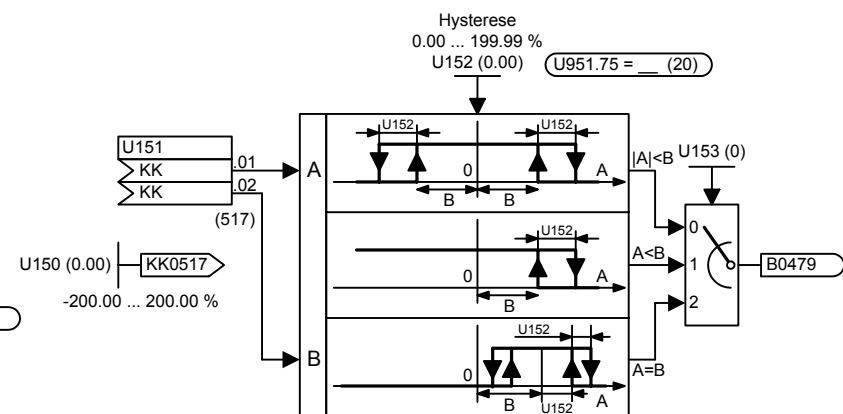 Hysterese
0.00 ... 199.99 %
U152 (0.00)
U951.75 = __ (20)
U151
KK .01
KK .02
(517)
U150 (0.00)
KK0517
-200.00 ... 200.00 %
A
B
U152 U152
0 A
B B
U152
0 A
B
U152
0
B U152 A
|A|<B
A<B
A=B
U153 (0)
0
1
2
B0479